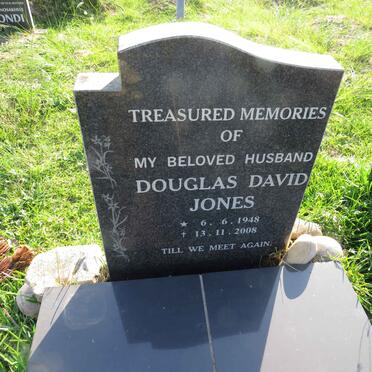 ONDI
TREASURED MEMORIES
OF
MY BELOVED HUSBAND
DOUGLAS DAVID
JONES
★ 6. 6. 1948
† 13. 11. 2008
TILL WE MEET AGAIN.